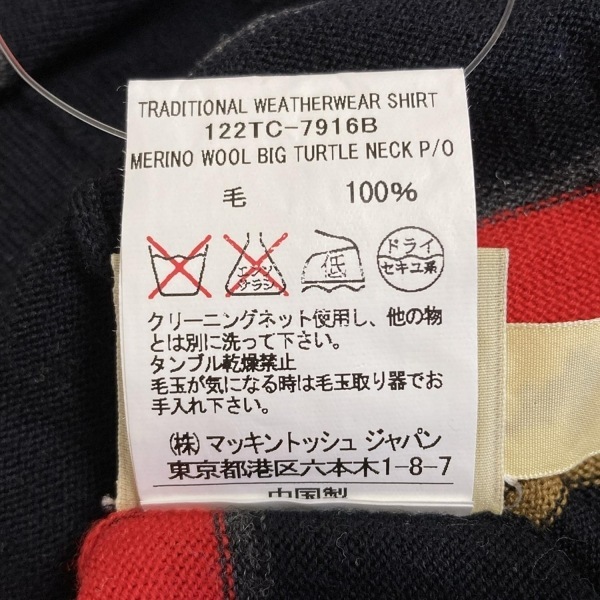 TRADITIONAL WEATHERWEAR SHIRT
122TC-7916B
MERINO WOOL BIG TURTLE NECK P/O
毛 100%
エンソ
サラシ
低
ドライ
セキユ系
クリーニングネット使用し、他の物
とは別に洗って下さい。
タンブル乾燥禁止
毛玉が気になる時は毛玉取り器でお
手入れ下さい。
(株) マッキントッシュ ジャパン
東京都港区六本木1-8-7
中国製